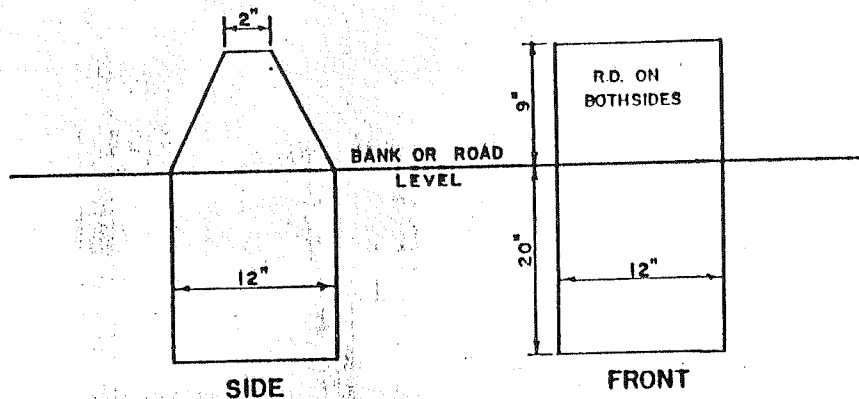 2"
9"
R.D. ON
BOTHSIDES
BANK OR ROAD
LEVEL
20"
12"
12"
SIDE
FRONT